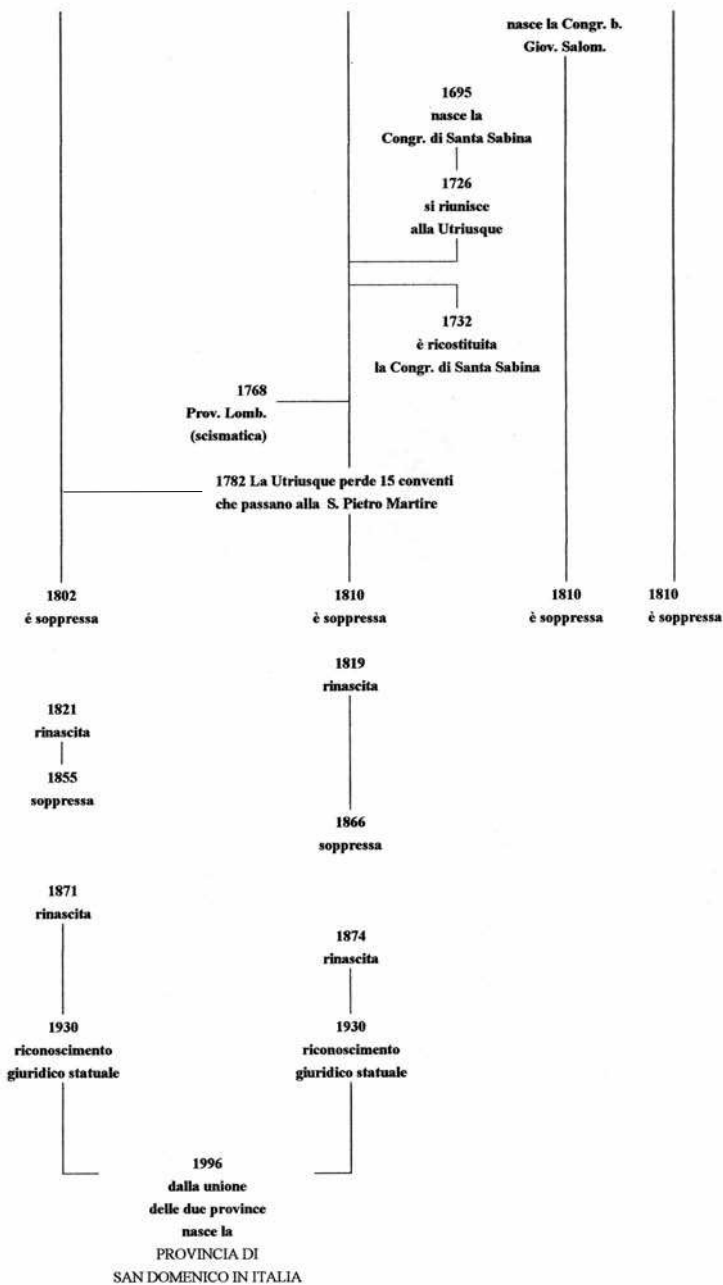 nasce la Congr. b.
Giov. Salom.
1695
nasce la
Congr. di Santa Sabina
1726
si riunisce
alla Utriusque
1732
è ricostituita
la Congr. di Santa Sabina
1768
Prov. Lomb.
(scismatica)
1782 La Utriusque perde 15 conventi
che passano alla S. Pietro Martire
1802
é soppressa
1810
è soppressa
1810
è soppressa
1810
è soppressa
1819
rinascita
1821
rinascita
1855
soppressa
1866
soppressa
1871
rinascita
1874
rinascita
1930
riconoscimento
giuridico statuale
1930
riconoscimento
giuridico statuale
1996
dalla unione
delle due province
nasce la
PROVINCIA DI
SAN DOMENICO IN ITALIA